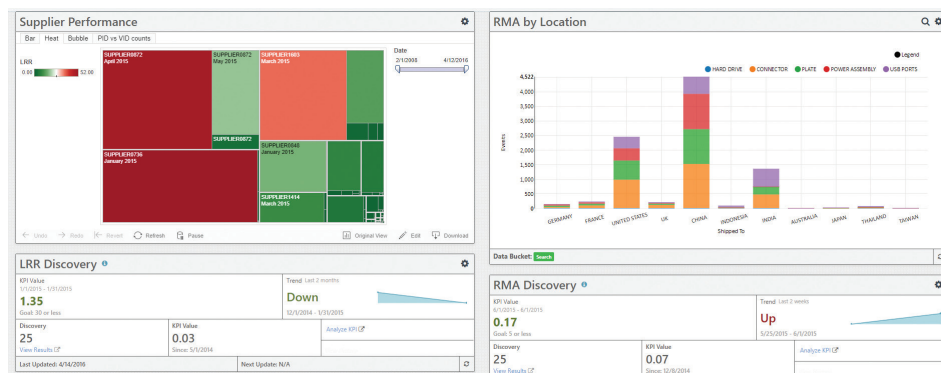 Supplier Performance
Bar Heat Bubble PID vs VID counts
LRR
0.00 52.00
SUPPLIER0872
April 2015
SUPPLIER0872
May 2015
SUPPLIER1603
March 2015
SUPPLIER0872
SUPPLIER0736
January 2015
SUPPLIER0048
January 2015
SUPPLIER1414
March 2015
Date
2/1/2008 4/12/2016
Undo Redo Revert Refresh Pause Original View Edit Download
RMA by Location
Legend
HARD DRIVE CONNECTOR PLATE POWER ASSEMBLY USB PORTS
4,522
4,000
3,500
3,000
2,500
2,000
1,500
1,000
500
0
Events
GERMANY FRANCE UNITED STATES UK CHINA INDONESIA INDIA AUSTRALIA JAPAN THAILAND TAIWAN
Shipped To
Data Bucket: Search
LRR Discovery
KPI Value
1/1/2015 - 1/31/2015
1.35
Goal: 30 or less
Trend Last 2 months
Down
12/1/2014 - 1/31/2015
Discovery
25
View Results
KPI Value
0.03
Since: 5/1/2014
Analyze KPI
Last Updated: 4/14/2016 Next Update: N/A
RMA Discovery
KPI Value
6/1/2015 - 6/1/2015
0.17
Goal: 5 or less
Trend Last 2 weeks
Up
5/25/2015 - 6/1/2015
Discovery
25
View Results
KPI Value
0.07
Since: 12/8/2014
Analyze KPI